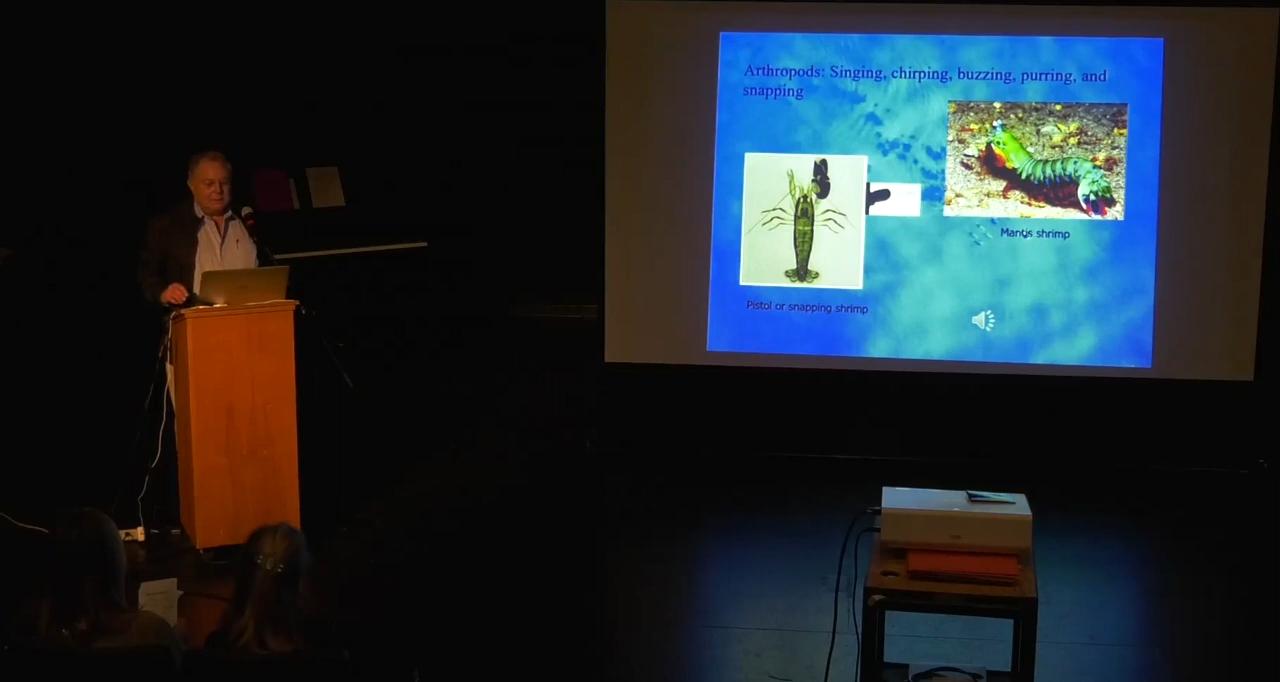 Arthropods: Singing, chirping, buzzing, purring, and
snapping
Mantis shrimp
Pistol or snapping shrimp